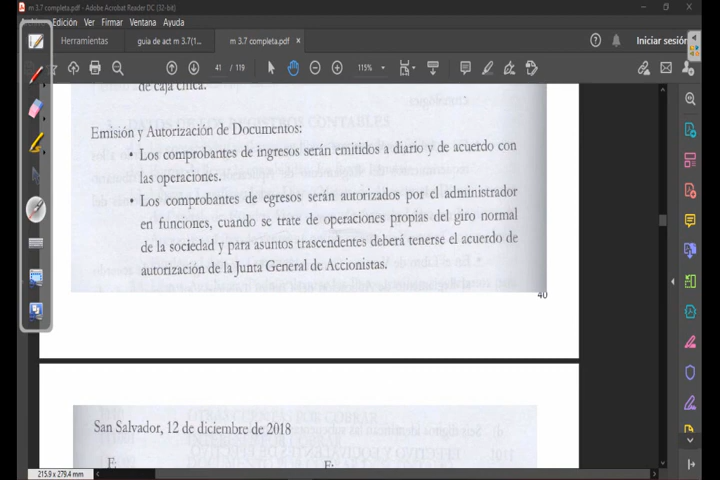 m 3.7 completa.pdf - Adobe Acrobat Reader DC (32-bit)
Edición Ver Firmar Ventana Ayuda
Herramientas guia de act m 3.7(1... m 3.7 completa.pdf × Iniciar sesión
41 / 119 115%
de caja chica.
Emisión y Autorización de Documentos:
• Los comprobantes de ingresos serán emitidos a diario y de acuerdo con
las operaciones.
• Los comprobantes de egresos serán autorizados por el administrador
en funciones, cuando se trate de operaciones propias del giro normal
de la sociedad y para asuntos trascendentes deberá tenerse el acuerdo de
autorización de la Junta General de Accionistas.
40
San Salvador, 12 de diciembre de 2018
F: F:
215.9 x 279.4 mm